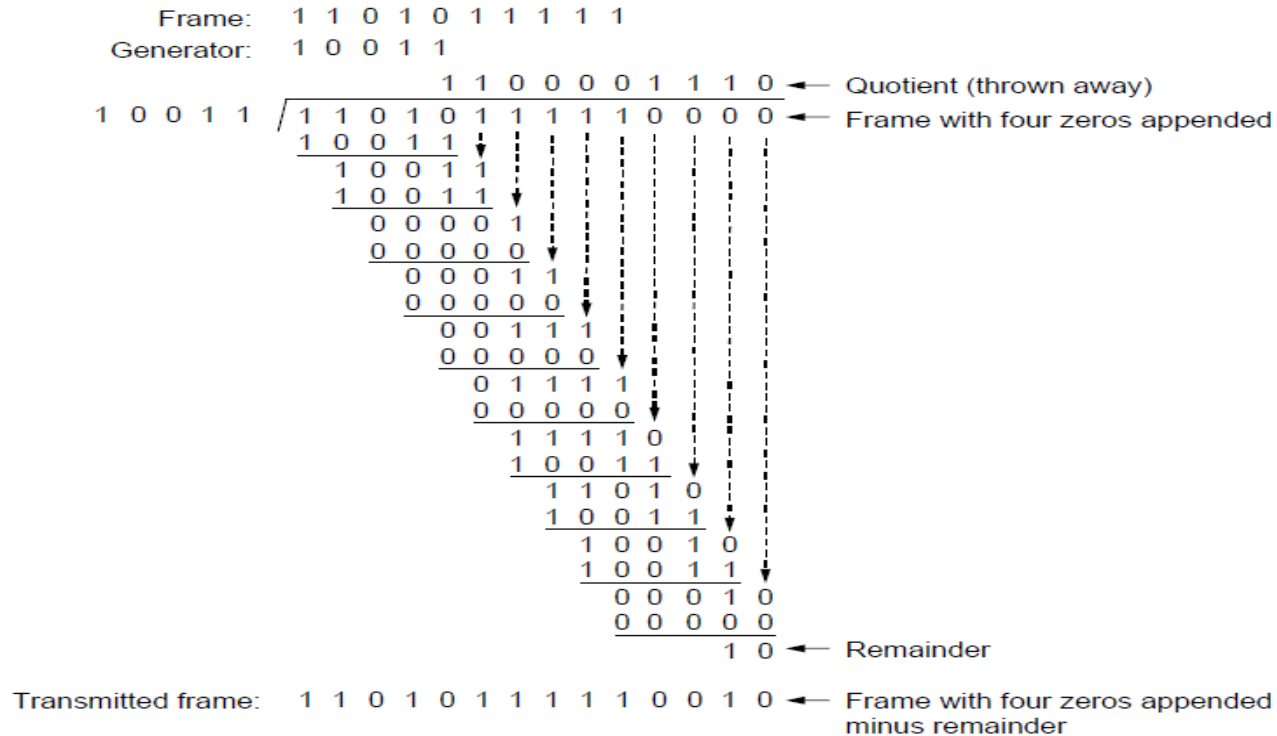 Frame: 1 1 0 1 0 1 1 1 1 1
Generator: 1 0 0 1 1
1 1 0 0 0 0 1 1 1 0 Quotient (thrown away)
1 0 0 1 1 1 1 0 1 0 1 1 1 1 1 0 0 0 0 Frame with four zeros appended
1 0 0 1 1
1 0 0 1 1
1 0 0 1 1
0 0 0 0 1
0 0 0 0 0
0 0 0 1 1
0 0 0 0 0
0 0 1 1 1
0 0 0 0 0
0 1 1 1 1
0 0 0 0 0
1 1 1 1 0
1 0 0 1 1
1 1 0 1 0
1 0 0 1 1
1 0 0 1 0
1 0 0 1 1
0 0 0 1 0
0 0 0 0 0
1 0 Remainder
Transmitted frame: 1 1 0 1 0 1 1 1 1 1 0 0 1 0 Frame with four zeros appended
minus remainder